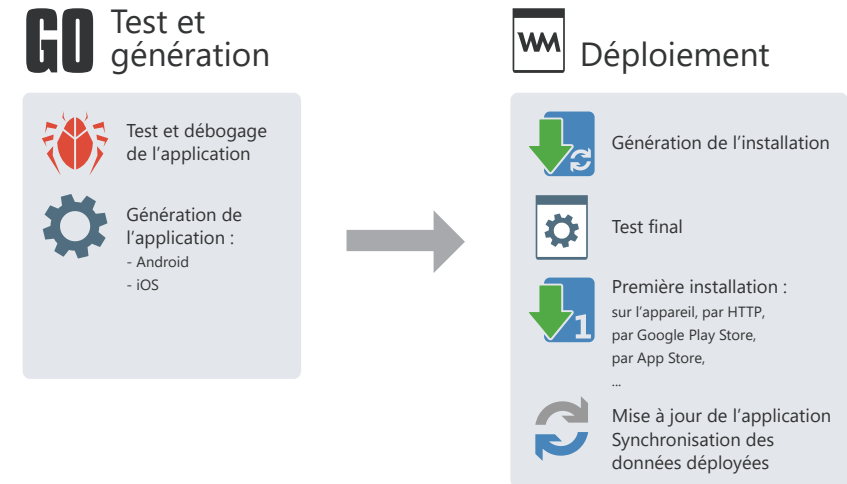 GO Test et
génération
Test et débogage
de l'application
Génération de
l'application :
- Android
- iOS
WM Déploiement
Génération de l'installation
Test final
1
Première installation :
sur l'appareil, par HTTP,
par Google Play Store,
par App Store,
...
Mise à jour de l'application
Synchronisation des
données déployées